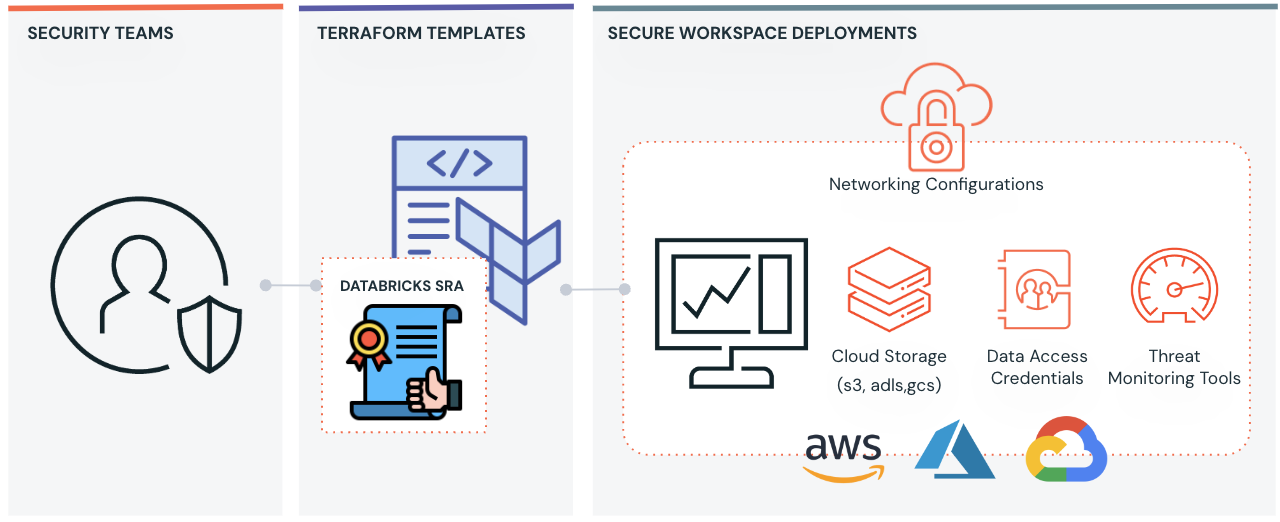 SECURITY TEAMS
TERRAFORM TEMPLATES
SECURE WORKSPACE DEPLOYMENTS
</>
Networking Configurations
DATABRICKS SRA
Cloud Storage
(s3, adls,gcs)
Data Access
Credentials
Threat
Monitoring Tools
aws